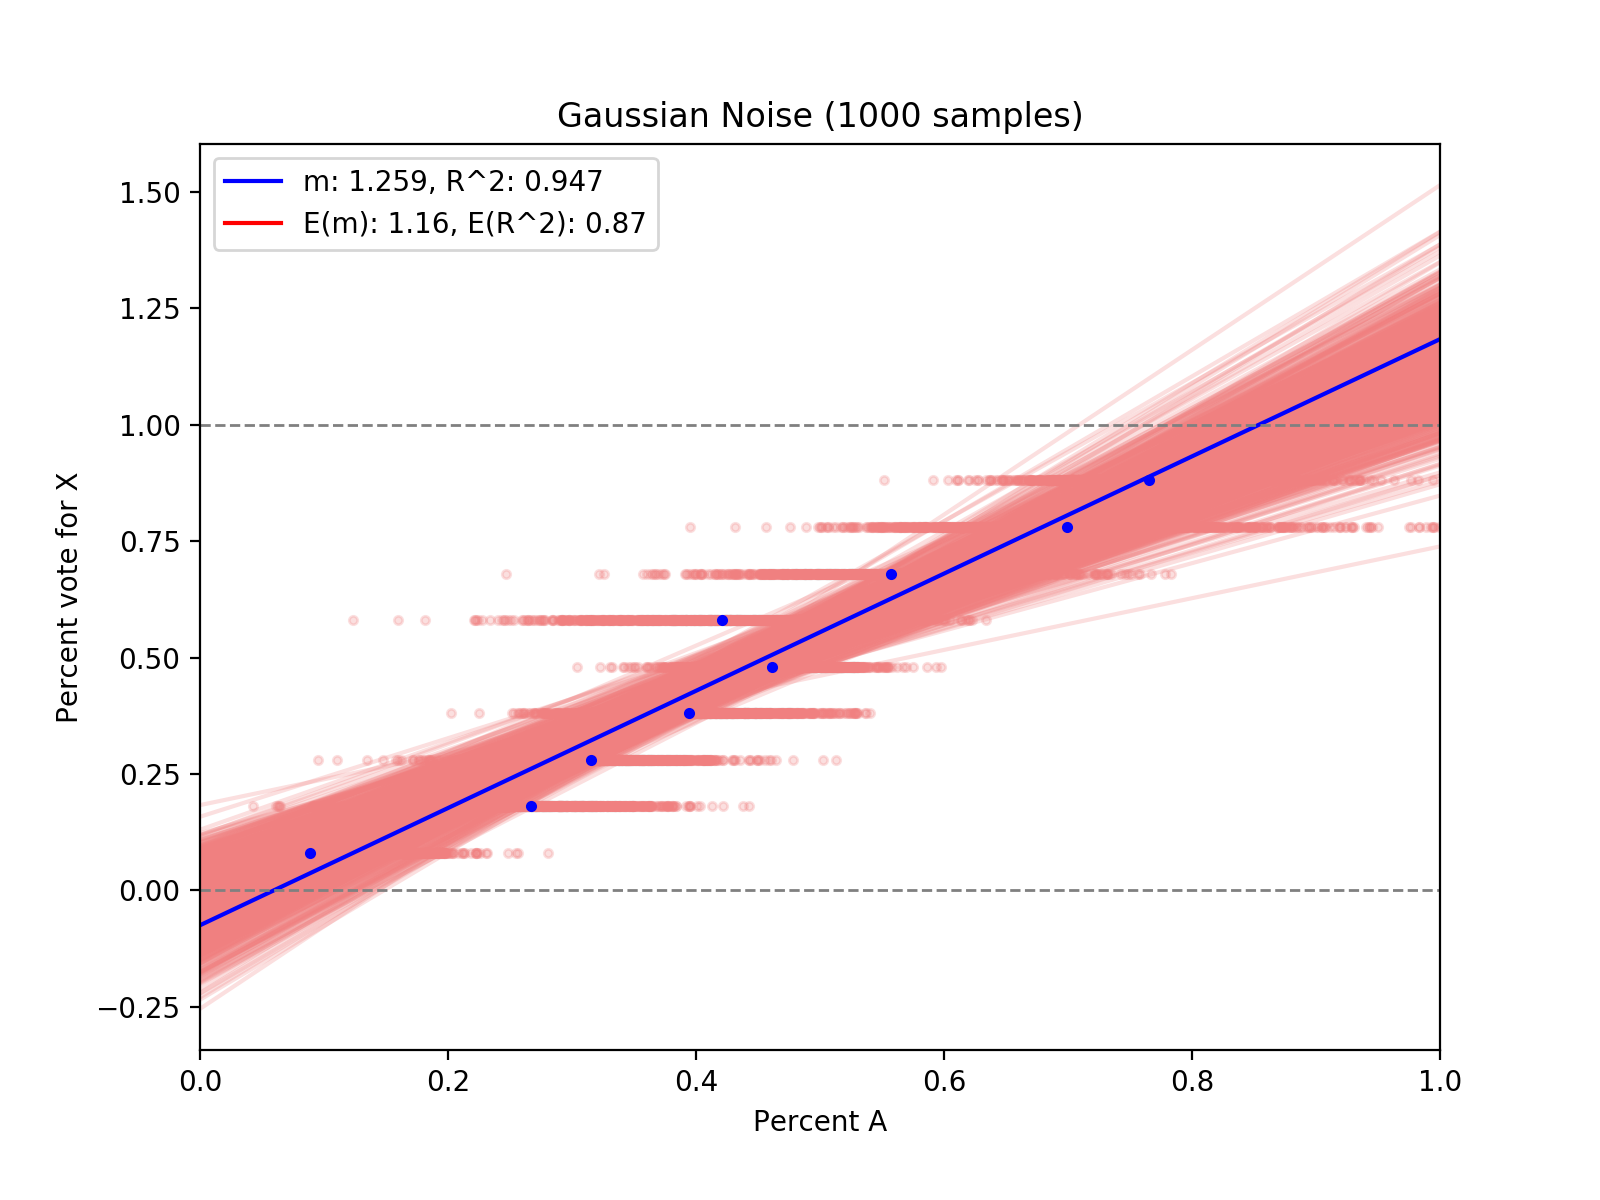 Gaussian Noise (1000 samples)
m: 1.259, R^2: 0.947
E(m): 1.16, E(R^2): 0.87
1.50
1.25
1.00
0.75
0.50
0.25
0.00
−0.25
Percent vote for X
0.0 0.2 0.4 0.6 0.8 1.0
Percent A